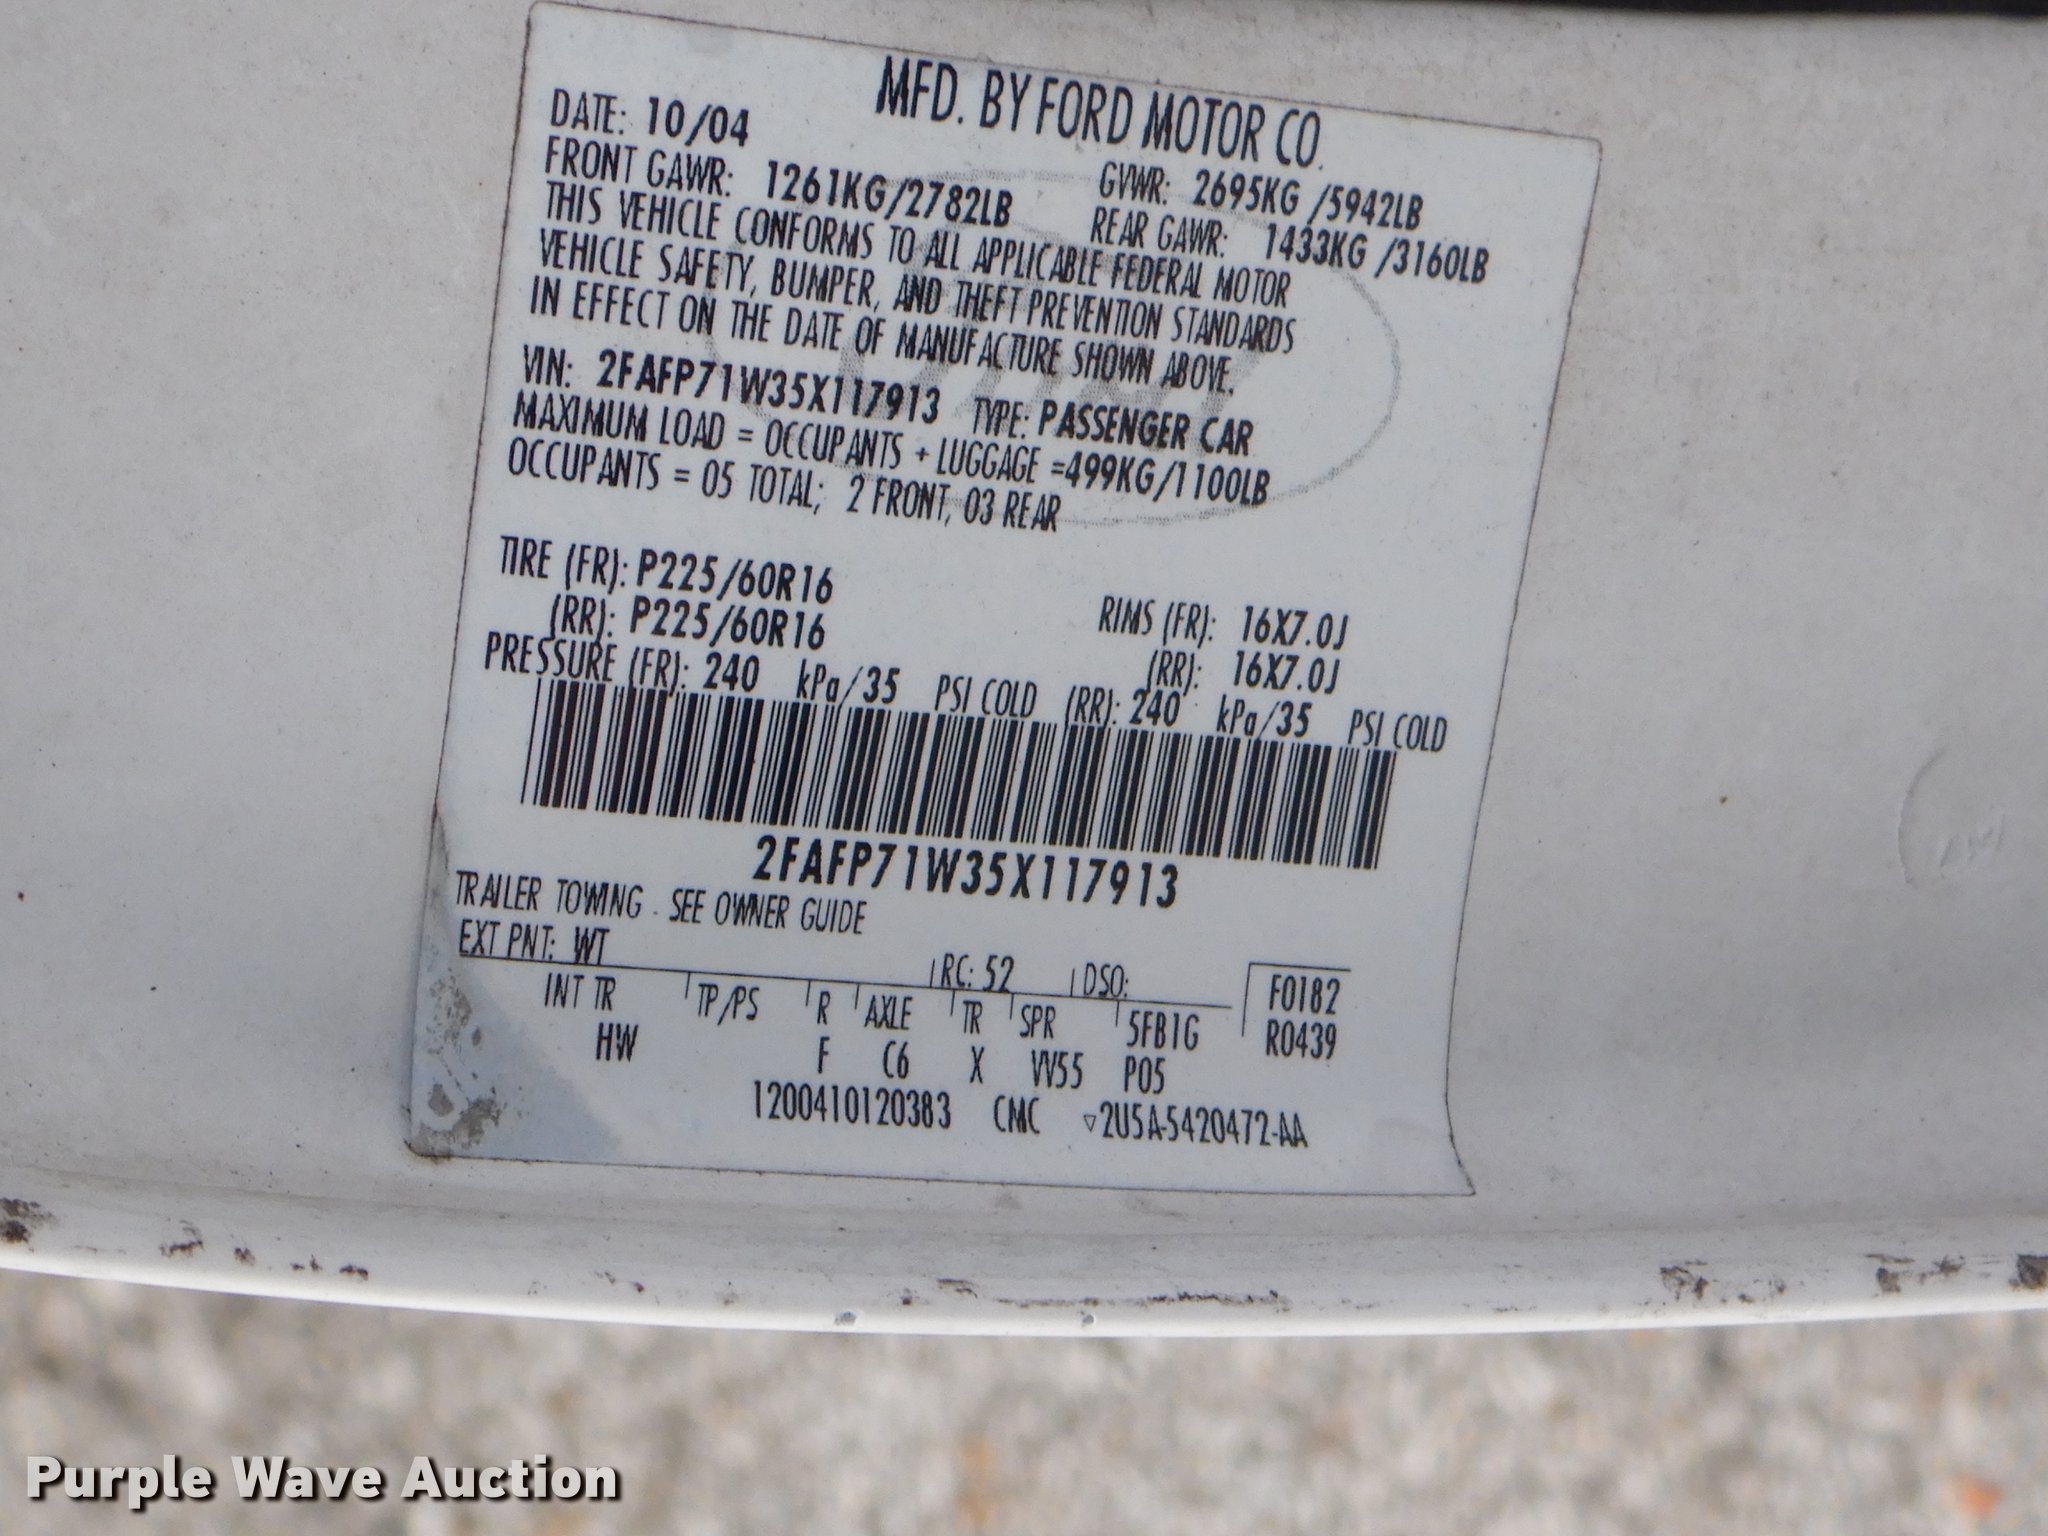 MFD. BY FORD MOTOR CO.
DATE: 10/04 GVWR: 2695KG /5942LB
FRONT GAWR: 1261KG/2782LB REAR GAWR: 1433KG /3160LB
THIS VEHICLE CONFORMS TO ALL APPLICABLE FEDERAL MOTOR
VEHICLE SAFETY, BUMPER, AND THEFT PREVENTION STANDARDS
IN EFFECT ON THE DATE OF MANUFACTURE SHOWN ABOVE.
VIN: 2FAFP71W35X117913 TYPE: PASSENGER CAR
MAXIMUM LOAD = OCCUPANTS + LUGGAGE =499KG/1100LB
OCCUPANTS = 05 TOTAL; 2 FRONT, 03 REAR
TIRE (FR): P225/60R16 RIMS (FR): 16X7.0J
(RR): P225/60R16 (RR): 16X7.0J
PRESSURE (FR): 240 kPa/35 PSI COLD (RR): 240 kPa/35 PSI COLD
2FAFP71W35X117913
TRAILER TOWING - SEE OWNER GUIDE
EXT PNT: WT RC: 52 DSO: F0182
INT TR TP/PS R AXLE TR SPR 5FB1G R0439
HW F C6 X VV55 P05
1200410120383 CMC ▽2U5A-5420472-AA
Purple Wave Auction